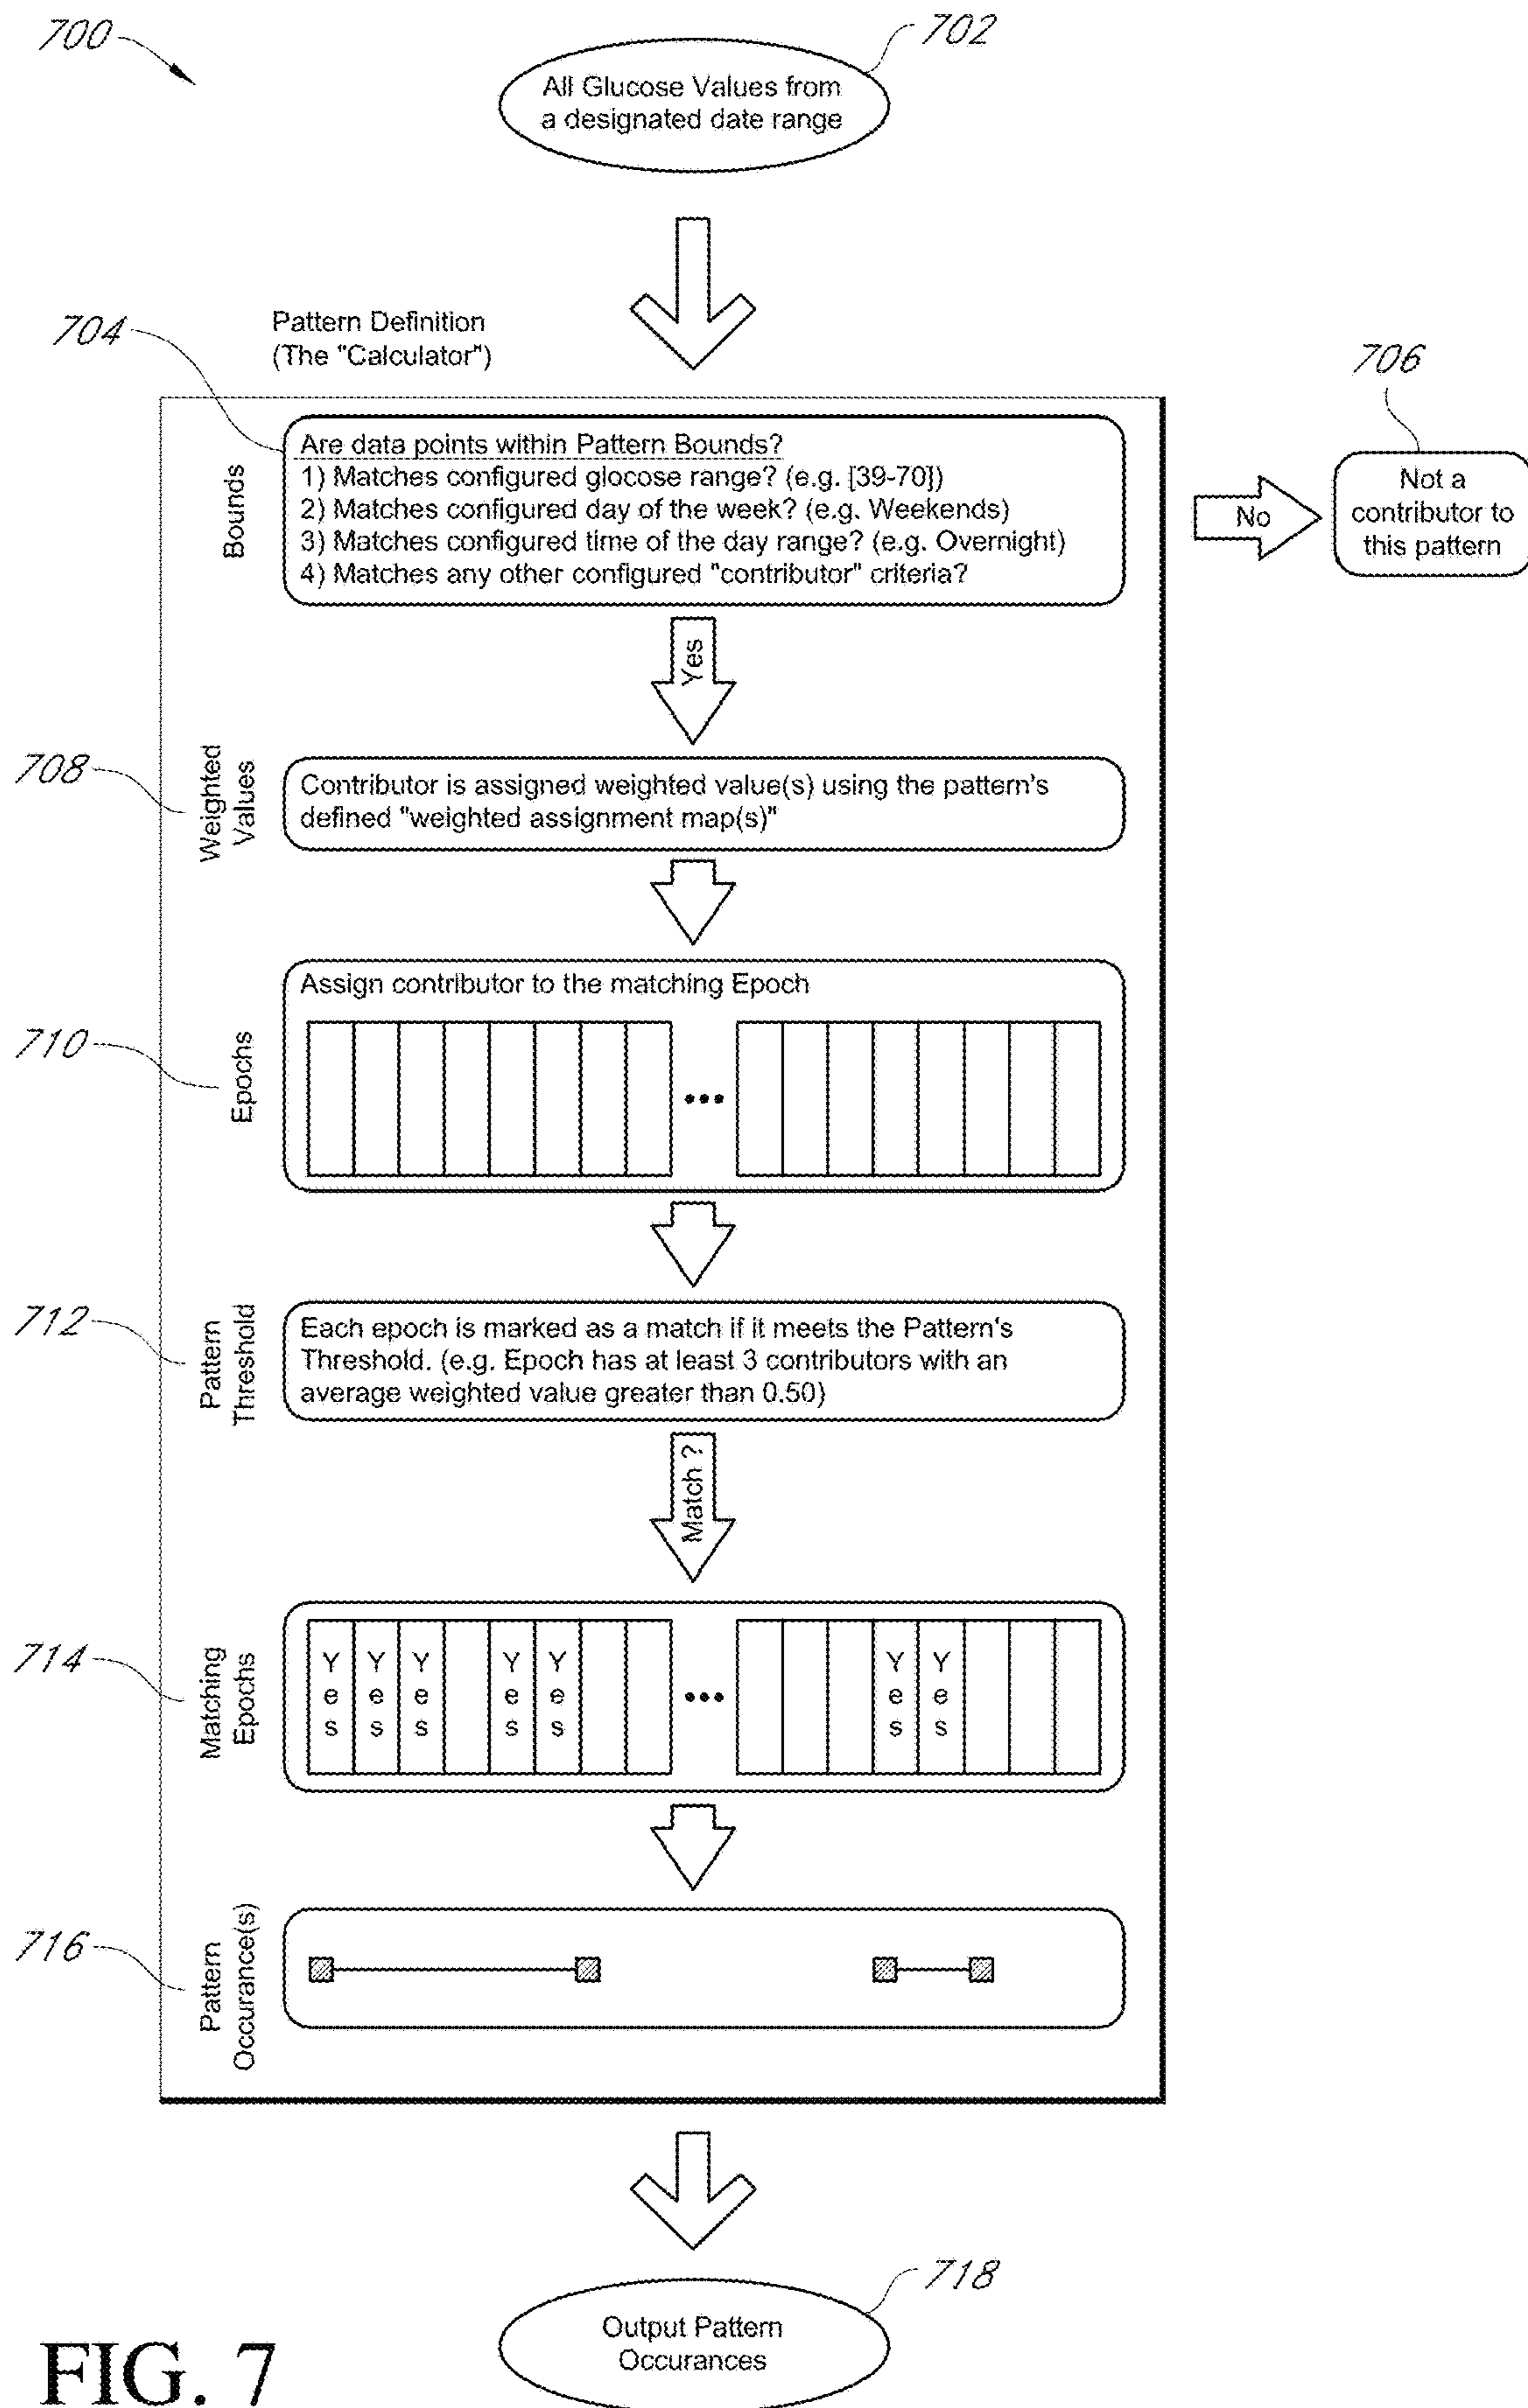 700
702
All Glucose Values from
a designated date range
704
Pattern Definition
(The "Calculator")
706
Bounds
Are data points within Pattern Bounds?
1) Matches configured glocose range? (e.g. [39-70])
2) Matches configured day of the week? (e.g. Weekends)
3) Matches configured time of the day range? (e.g. Overnight)
4) Matches any other configured "contributor" criteria?
No
Not a
contributor to
this pattern
Yes
708
Weighted
Values
Contributor is assigned weighted value(s) using the pattern's
defined "weighted assignment map(s)"
710
Epochs
Assign contributor to the matching Epoch
•••
712
Pattern
Threshold
Each epoch is marked as a match if it meets the Pattern's
Threshold. (e.g. Epoch has at least 3 contributors with an
average weighted value greater than 0.50)
Match ?
714
Matching
Epochs
Yes Yes Yes Yes Yes ••• Yes Yes
716
Pattern
Occurance(s)
718
Output Pattern
Occurances
FIG. 7